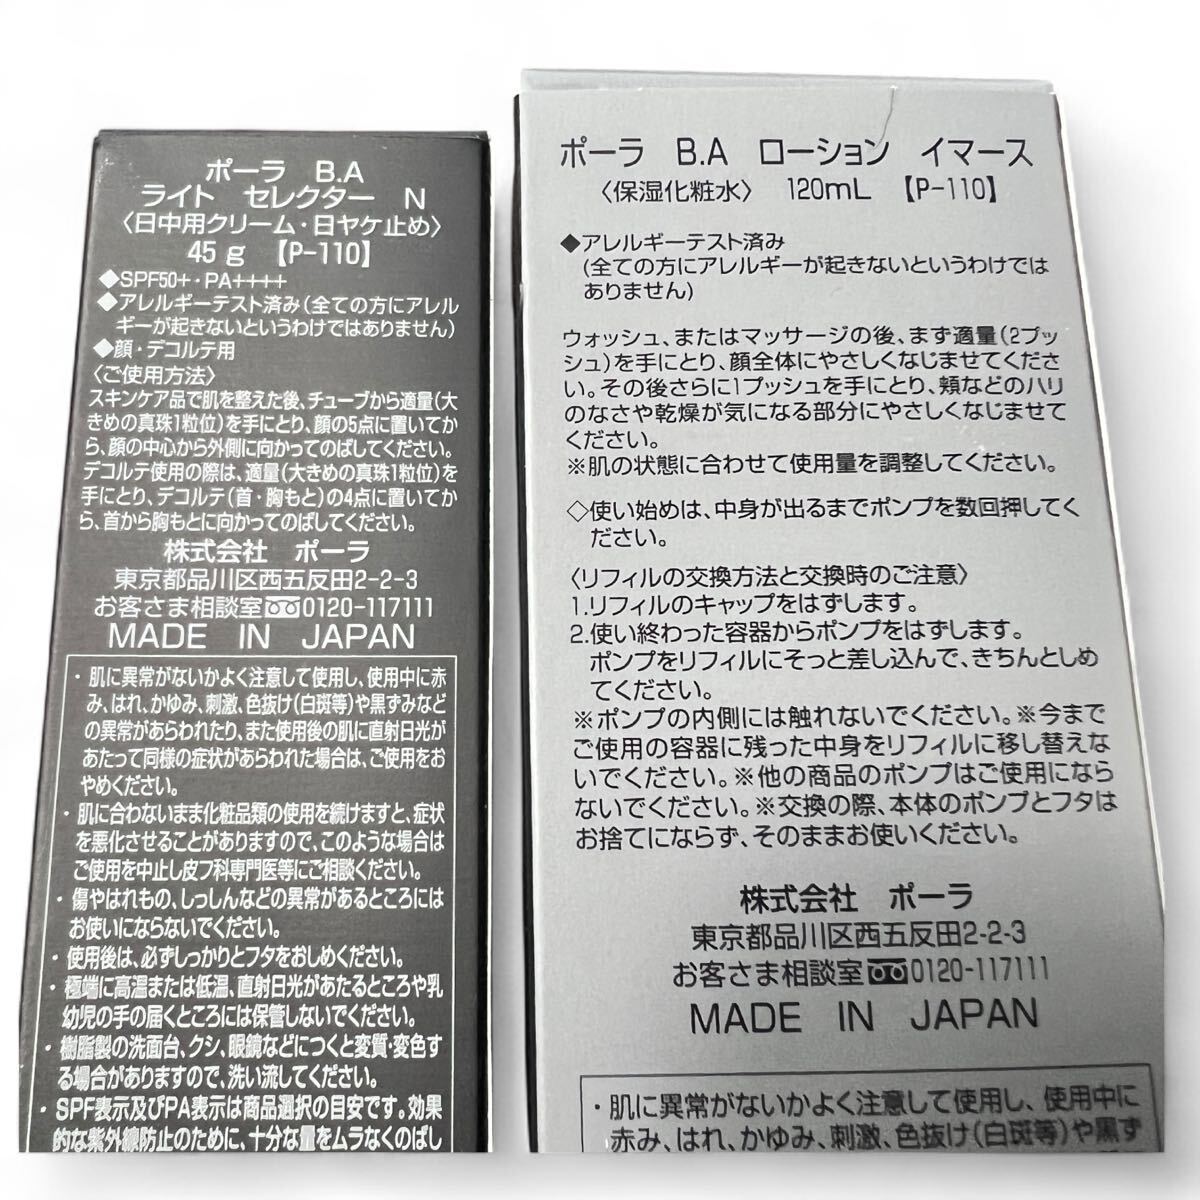 ポーラ B.A
ライト セレクター N
〈日中用クリーム・日ヤケ止め〉
45g 【P-110】
◆SPF50+・PA++++
◆アレルギーテスト済み(全ての方にアレル
ギーが起きないというわけではありません)
◆顔・デコルテ用
〈ご使用方法〉
スキンケア品で肌を整えた後、チューブから適量(大
きめの真珠1粒位)を手にとり、顔の5点に置いてか
ら、顔の中心から外側に向かってのばしてください。
デコルテ使用の際は、適量(大きめの真珠1粒位)を
手にとり、デコルテ(首・胸もと)の4点に置いてか
ら、首から胸もとに向かってのばしてください。
株式会社 ポーラ
東京都品川区西五反田2-2-3
お客さま相談室 0120-117111
MADE IN JAPAN
・肌に異常がないかよく注意して使用し、使用中に赤
み、はれ、かゆみ、刺激、色抜け(白斑等)や黒ずみなど
の異常があらわれたり、また使用後の肌に直射日光が
あたって同様の症状があらわれた場合は、ご使用をお
やめください。
・肌に合わないまま化粧品類の使用を続けますと、症状
を悪化させることがありますので、このような場合は
ご使用を中止し皮フ科専門医等にご相談ください。
・傷やはれもの、しっしんなどの異常があるところには
お使いにならないでください。
・使用後は、必ずしっかりとフタをおしめください。
・極端に高温または低温、直射日光があたるところや乳
幼児の手の届くところには保管しないでください。
・樹脂製の洗面台、クシ、眼鏡などにつくと変質・変色す
る場合がありますので、洗い流してください。
・SPF表示及びPA表示は商品選択の目安です。効果
的な紫外線防止のために、十分な量をムラなくのばし
ポーラ B.A ローション イマース
〈保湿化粧水〉 120mL 【P-110】
◆アレルギーテスト済み
(全ての方にアレルギーが起きないというわけでは
ありません)
ウォッシュ、またはマッサージの後、まず適量(2プッ
シュ)を手にとり、顔全体にやさしくなじませてくださ
い。その後さらに1プッシュを手にとり、頬などのハリ
のなさや乾燥が気になる部分にやさしくなじませて
ください。
※肌の状態に合わせて使用量を調整してください。
◇使い始めは、中身が出るまでポンプを数回押してく
ださい。
〈リフィルの交換方法と交換時のご注意〉
1.リフィルのキャップをはずします。
2.使い終わった容器からポンプをはずします。
ポンプをリフィルにそっと差し込んで、きちんとしめ
てください。
※ポンプの内側には触れないでください。※今まで
ご使用の容器に残った中身をリフィルに移し替えな
いでください。※他の商品のポンプはご使用になら
ないでください。※交換の際、本体のポンプとフタは
お捨てにならず、そのままお使いください。
株式会社 ポーラ
東京都品川区西五反田2-2-3
お客さま相談室 0120-117111
MADE IN JAPAN
・肌に異常がないかよく注意して使用し、使用中に
赤み、はれ、かゆみ、刺激、色抜け(白斑等)や黒ず